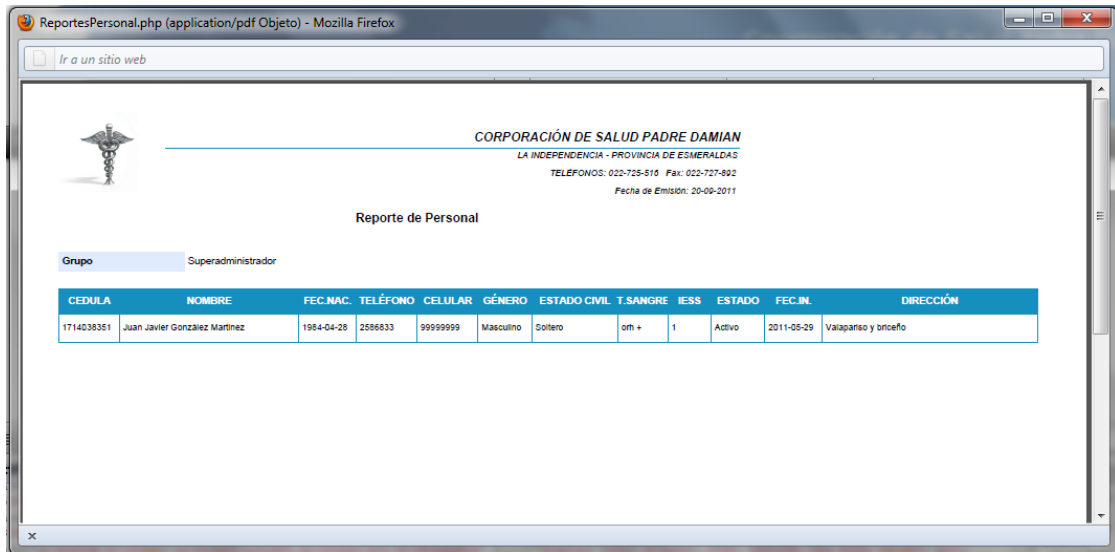 ReportesPersonal.php (application/pdf Objeto) - Mozilla Firefox
Ir a un sitio web
CORPORACIÓN DE SALUD PADRE DAMIAN
LA INDEPENDENCIA - PROVINCIA DE ESMERALDAS
TELÉFONOS: 022-725-516 Fax: 022-727-892
Fecha de Emisión: 20-09-2011
Reporte de Personal
Grupo Superadministrador
CEDULA NOMBRE FEC.NAC. TELÉFONO CELULAR GÉNERO ESTADO CIVIL T.SANGRE IESS ESTADO FEC.IN. DIRECCIÓN
1714038351 Juan Javier González Martinez 1984-04-28 2586833 99999999 Masculino Soltero orh + 1 Activo 2011-05-29 Valapariso y briceño